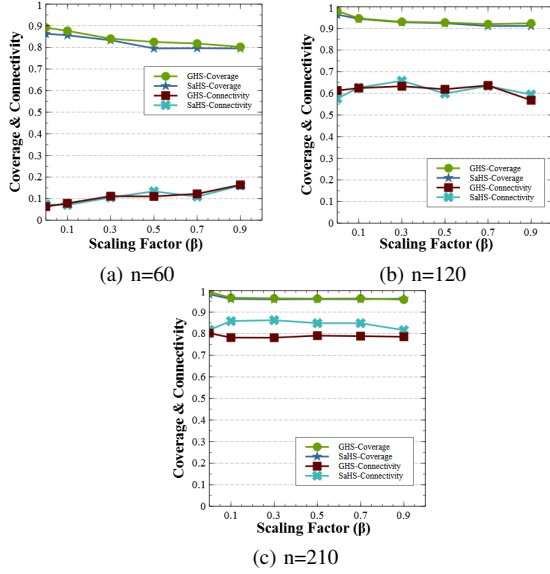 1
0.9
0.8
0.7
0.6
0.5
0.4
0.3
0.2
0.1
0
Coverage & Connectivity
GHS-Coverage
SaHS-Coverage
GHS-Connectivity
SaHS-Connectivity
0.1 0.3 0.5 0.7 0.9
Scaling Factor (β)
(a) n=60
1
0.9
0.8
0.7
0.6
0.5
0.4
0.3
0.2
0.1
0
Coverage & Connectivity
GHS-Coverage
SaHS-Coverage
GHS-Connectivity
SaHS-Connectivity
0.1 0.3 0.5 0.7 0.9
Scaling Factor (β)
(b) n=120
1
0.9
0.8
0.7
0.6
0.5
0.4
0.3
0.2
0.1
0
Coverage & Connectivity
GHS-Coverage
SaHS-Coverage
GHS-Connectivity
SaHS-Connectivity
0.1 0.3 0.5 0.7 0.9
Scaling Factor (β)
(c) n=210